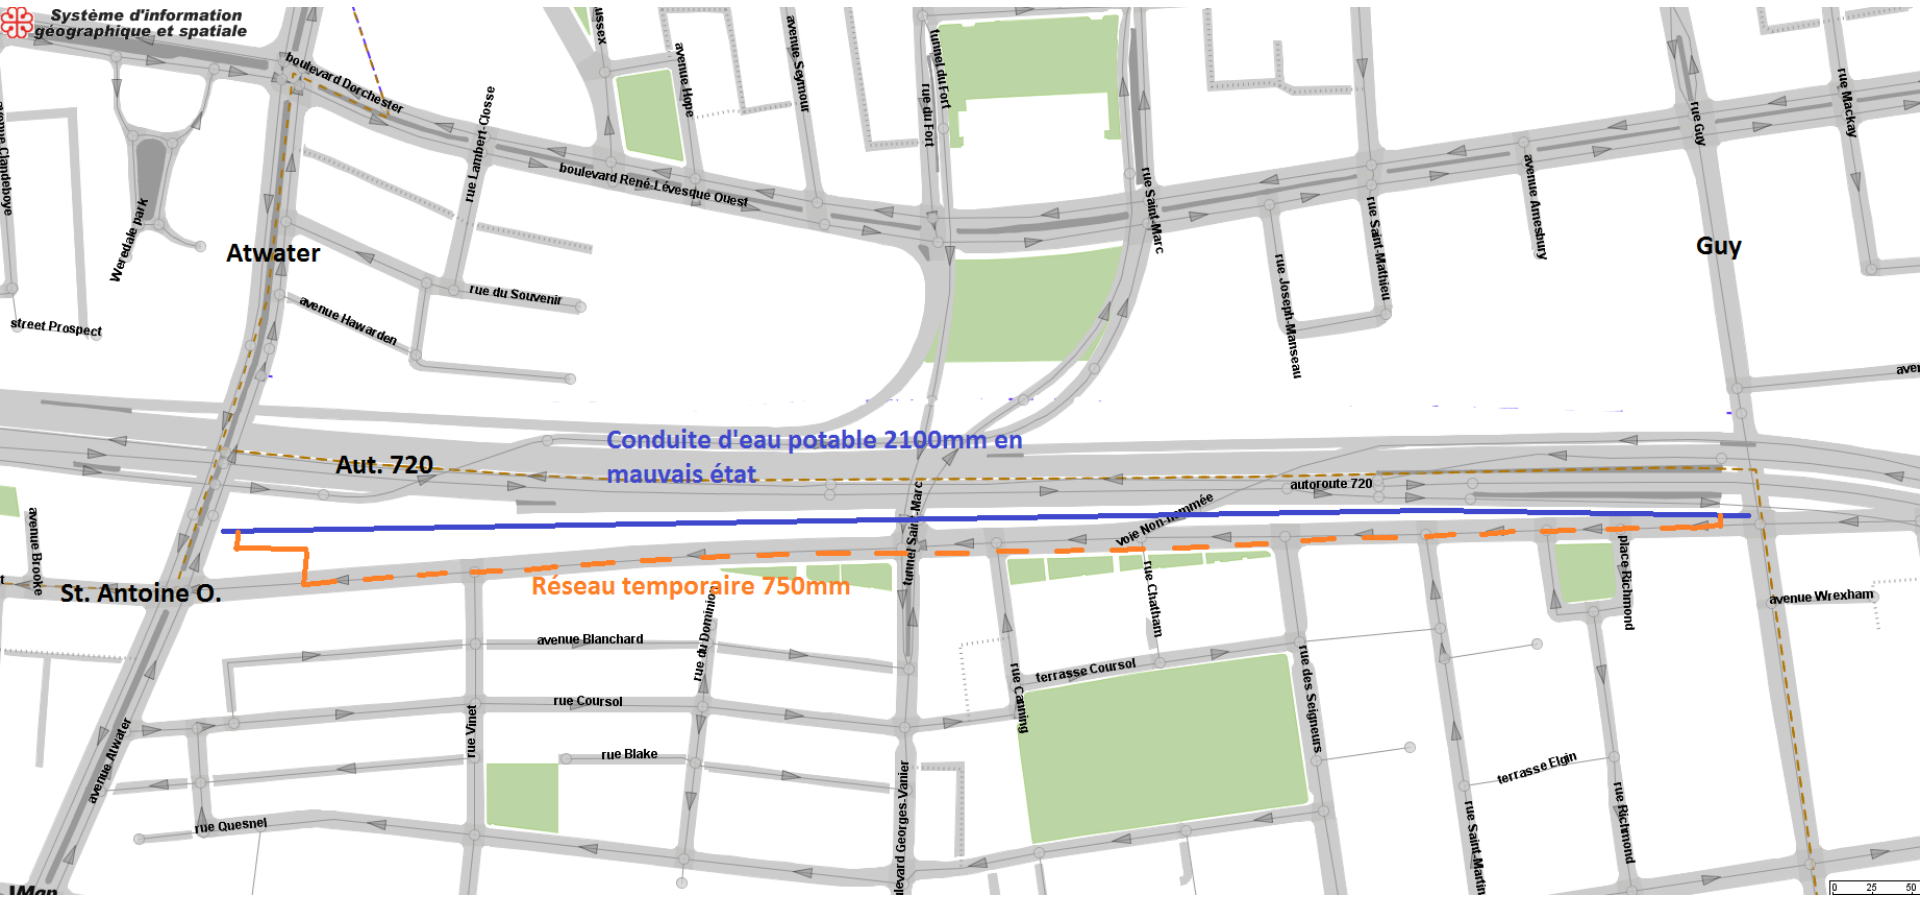 Système d'information
géographique et spatiale
boulevard Dorchester
avenue Hope
avenue Seymour
tunnel du Fort
rue du Fort
rue Guy
rue Mackay
rue Lambert-Closse
boulevard René-Lévesque Ouest
rue Saint-Marc
rue Saint-Mathieu
avenue Amesbury
Weredale park
Atwater
Guy
rue du Souvenir
avenue Hawarden
street Prospect
rue Joseph-Manseau
Conduite d'eau potable 2100mm en
mauvais état
Aut. 720
autoroute 720
tunnel Saint-Marc
voie Non-nommée
avenue Brooke
St. Antoine O.
Réseau temporaire 750mm
rue Chatham
place Richmond
avenue Wrexham
avenue Blanchard
rue du Dominion
terrasse Coursol
rue Canning
rue des Seigneurs
rue Coursol
rue Vinet
rue Blake
avenue Atwater
rue Quesnel
terrasse Elgin
rue Saint-Martin
rue Richmond
0 25 50